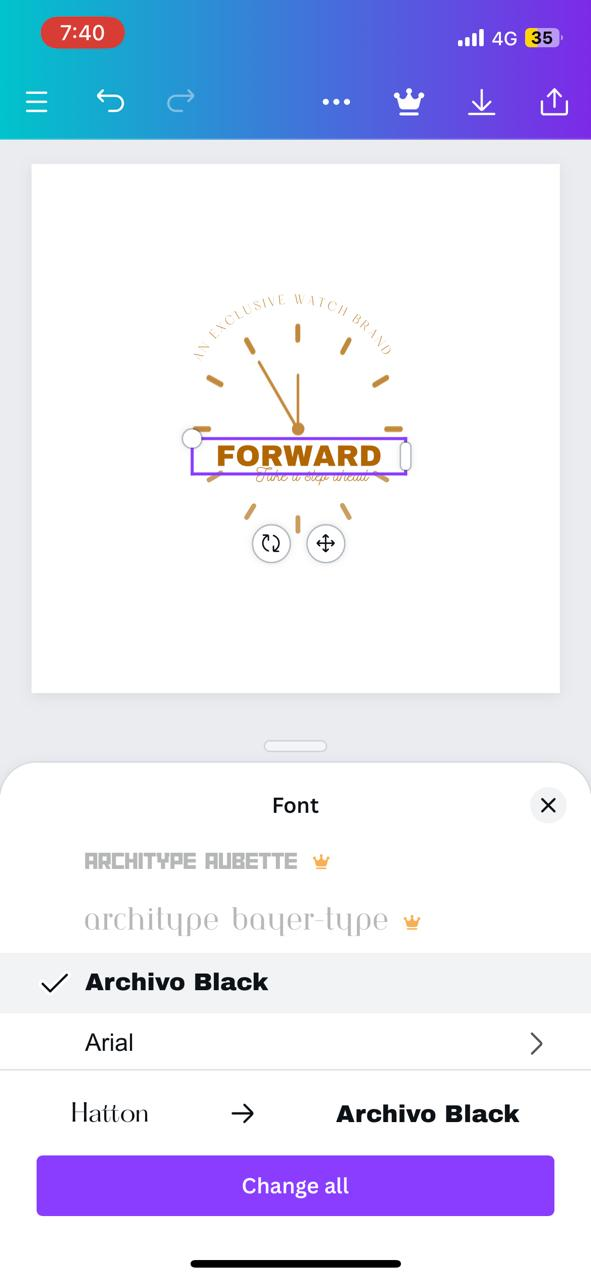 7:40
4G 35
AN EXCLUSIVE WATCH BRAND
FORWARD
Take a step ahead
Font
ARCHITYPE AUBETTE
architype bayer-type
Archivo Black
Arial
Hatton → Archivo Black
Change all